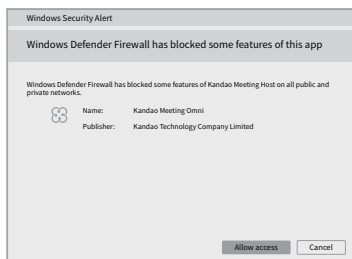 Windows Security Alert
Windows Defender Firewall has blocked some features of this app
Windows Defender Firewall has blocked some features of Kandao Meeting Host on all public and
private networks.
Name: Kandao Meeting Omni
Publisher: Kandao Technology Company Limited
Allow access Cancel